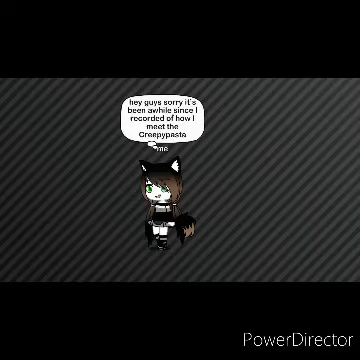 hey guys sorry it's
been awhile since I
recorded of how I
meet the
Creepypasta
me
PowerDirector